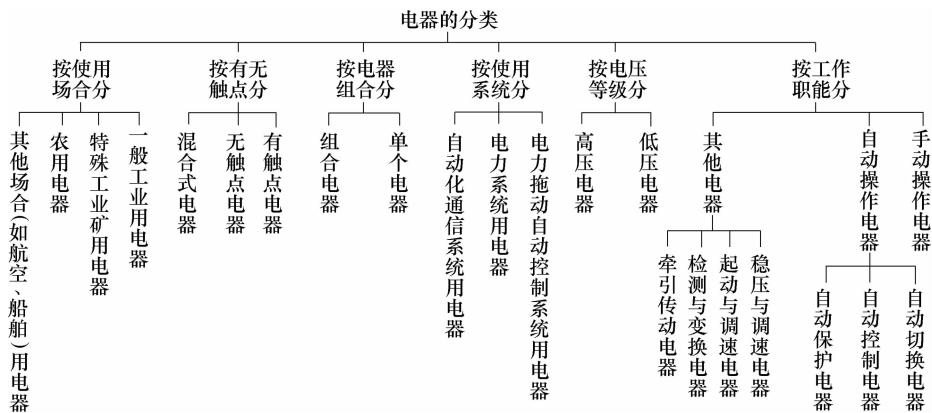 电器的分类
按使用
场合分
按有无
触点分
按电器
组合分
按使用
系统分
按电压
等级分
按工作
职能分
其他场合(如航空、船舶)用电器
农用电器
特殊工业矿用电器
一般工业用电器
混合式电器
无触点电器
有触点电器
组合电器
单个电器
自动化通信系统用电器
电力系统用电器
电力拖动自动控制系统用电器
高压电器
低压电器
其他电器
自动操作电器
手动操作电器
牵引传动电器
检测与变换电器
起动与调速电器
稳压与调速电器
自动保护电器
自动控制电器
自动切换电器